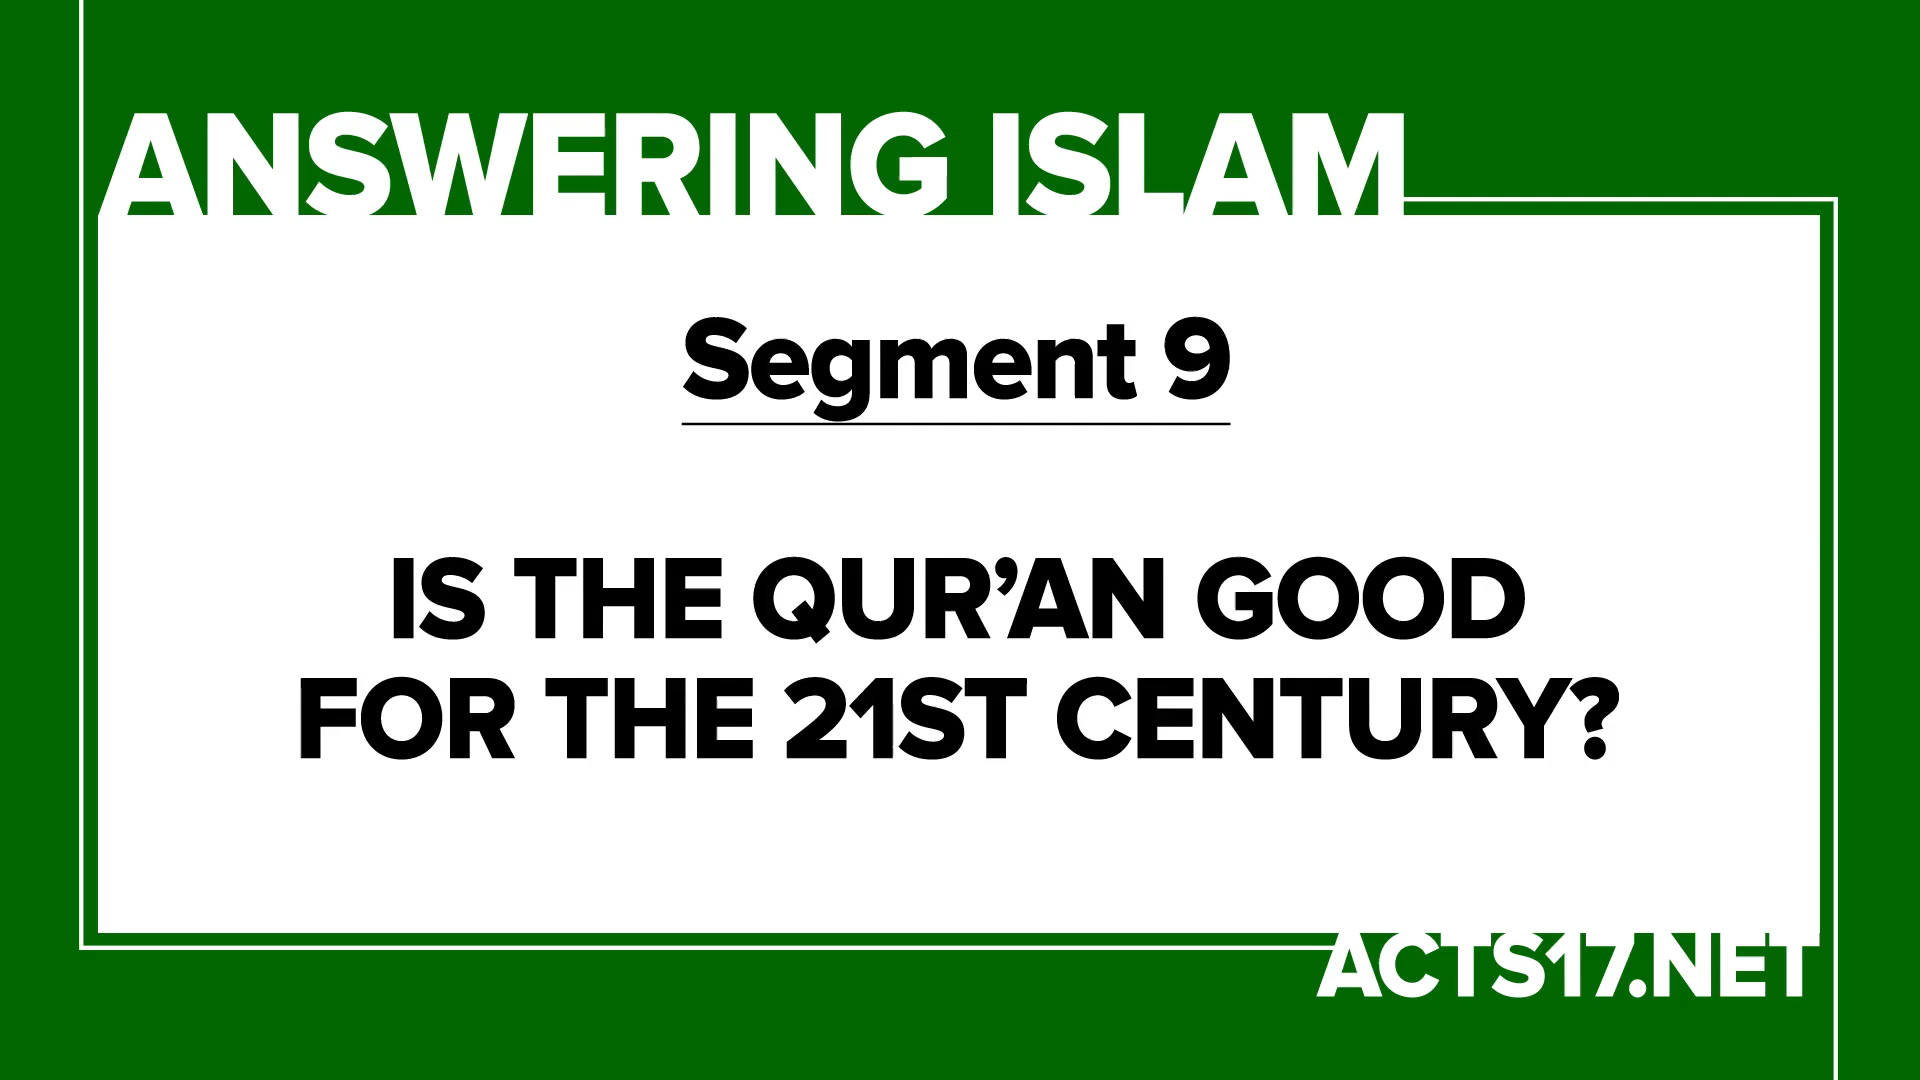 ANSWERING ISLAM
Segment 9
IS THE QUR’AN GOOD
FOR THE 21ST CENTURY?
ACTS17.NET